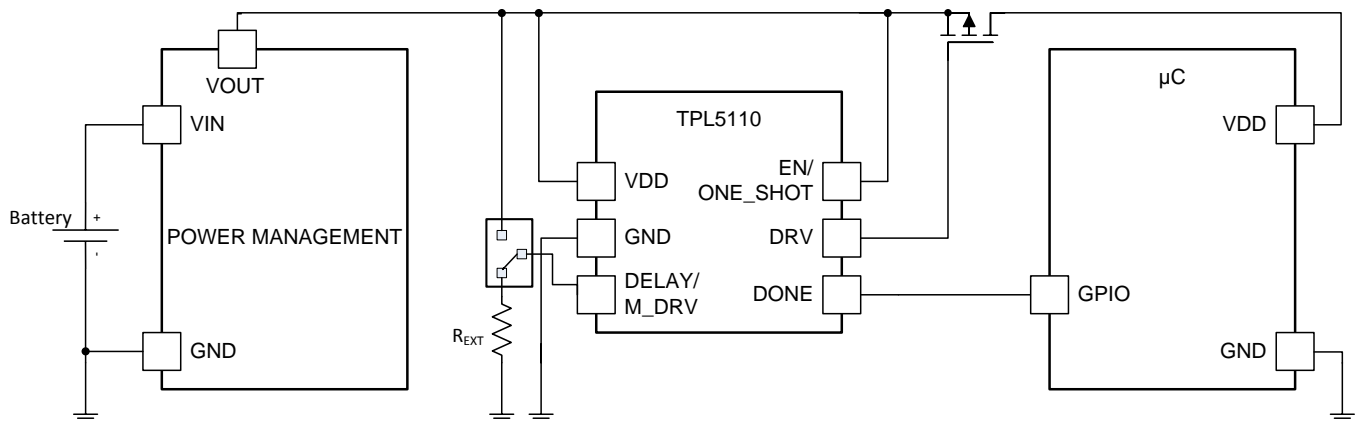 VOUT
µC
VIN
TPL5110
VDD
VDD
EN/
ONE_SHOT
Battery
+
-
POWER MANAGEMENT
GND
DRV
DELAY/
M_DRV
DONE
GPIO
REXT
GND
GND